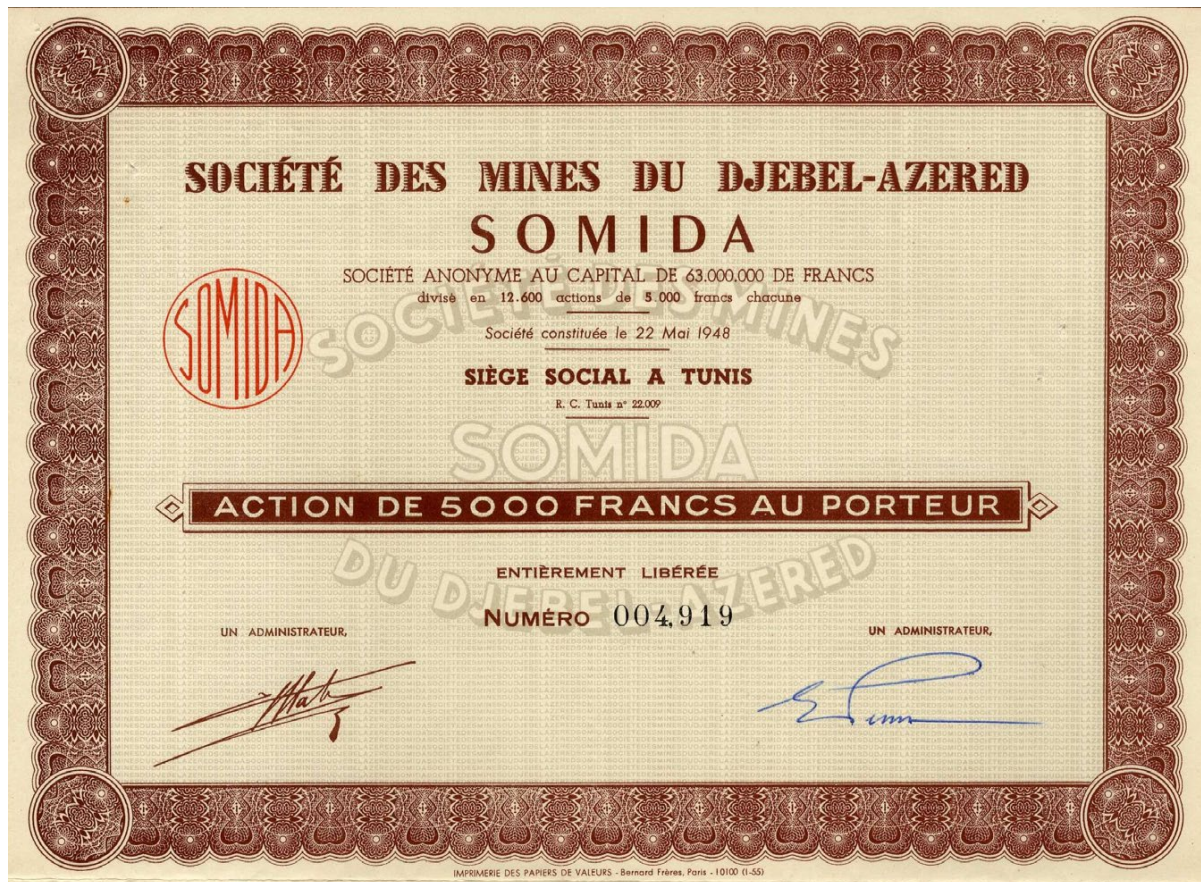 SOCIÉTÉ DES MINES DU DJEBEL-AZERED
SOMIDA
SOCIÉTÉ ANONYME AU CAPITAL DE 63.000.000 DE FRANCS
divisé en 12.600 actions de 5.000 francs chacune
Société constituée le 22 Mai 1948
SIÈGE SOCIAL A TUNIS
R. C. Tunis n° 22.009
SOMIDA
SOCIÉTÉ DES MINES
SOMIDA
DU DJEBEL-AZERED
ACTION DE 5000 FRANCS AU PORTEUR
ENTIÈREMENT LIBÉRÉE
NUMÉRO 004,919
UN ADMINISTRATEUR,
UN ADMINISTRATEUR,
IMPRIMERIE DES PAPIERS DE VALEURS - Bernard Frères, Paris - 10100 (1-55)